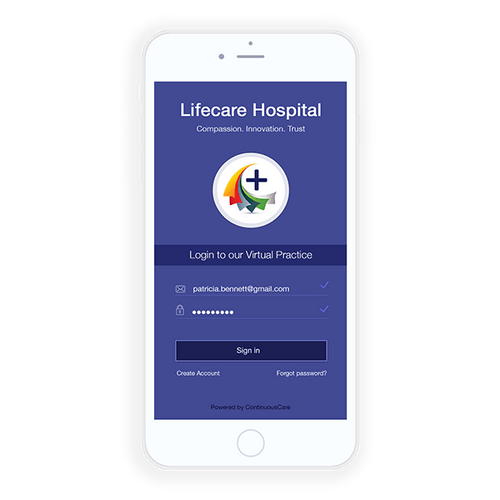 Lifecare Hospital
Compassion. Innovation. Trust
Login to our Virtual Practice
patricia.bennett@gmail.com
●●●●●●●●●
Sign in
Create Account Forgot password?
Powered by ContinuousCare